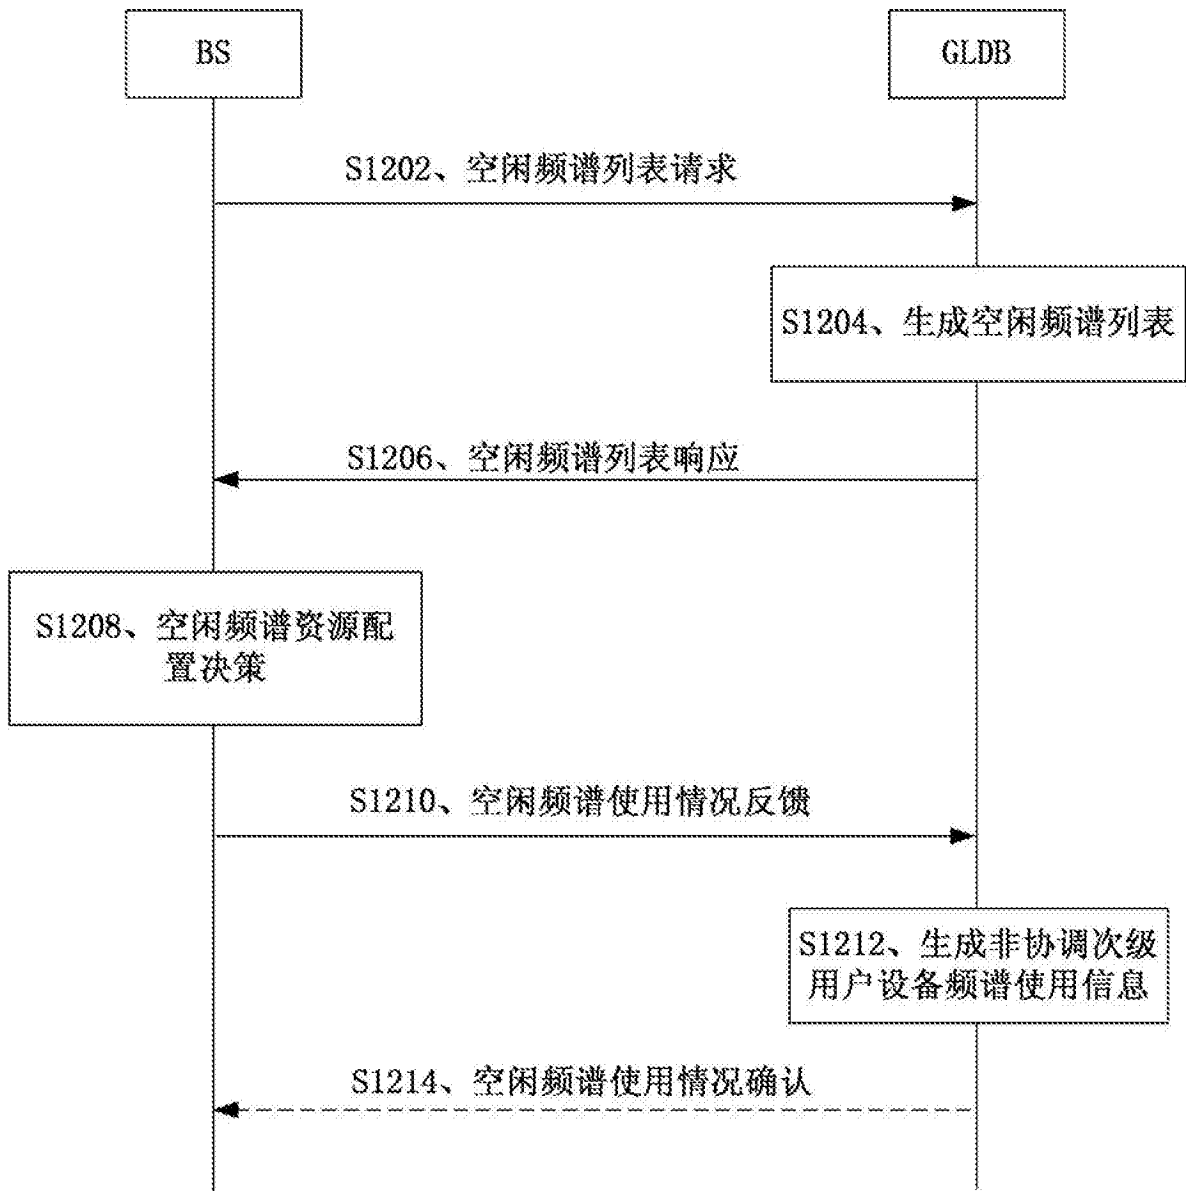 BS
GLDB
S1202、空闲频谱列表请求
S1204、生成空闲频谱列表
S1206、空闲频谱列表响应
S1208、空闲频谱资源配
置决策
S1210、空闲频谱使用情况反馈
S1212、生成非协调次级
用户设备频谱使用信息
S1214、空闲频谱使用情况确认